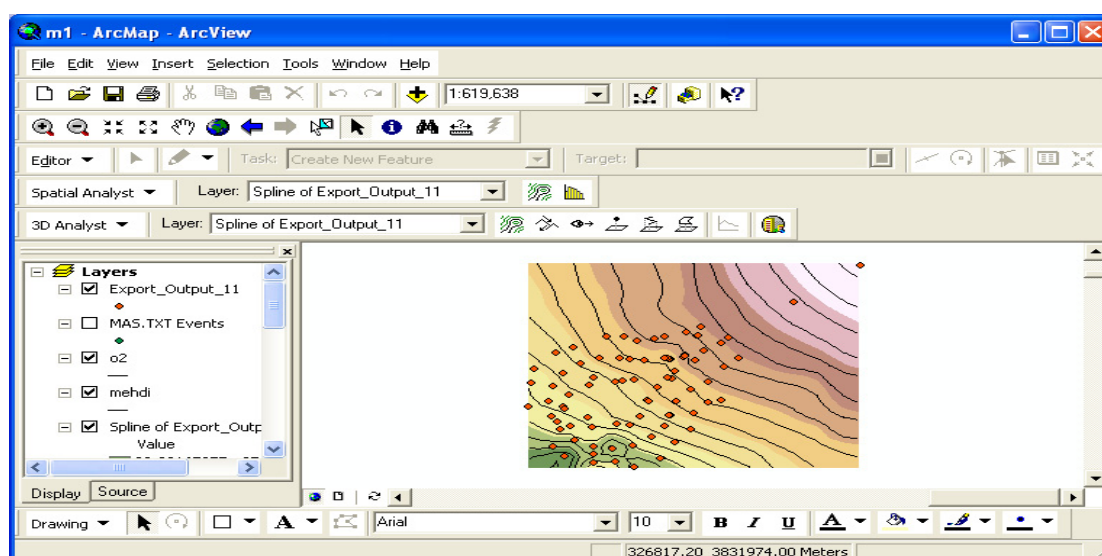 m1 - ArcMap - ArcView
File Edit View Insert Selection Tools Window Help
1:619,638
Editor Task: Create New Feature Target:
Spatial Analyst Layer: Spline of Export_Output_11
3D Analyst Layer: Spline of Export_Output_11
Layers
Export_Output_11
MAS.TXT Events
o2
mehdi
Spline of Export_Outp
Value
Display Source
Drawing A Arial 10 B I U A
326817.20 3831974.00 Meters